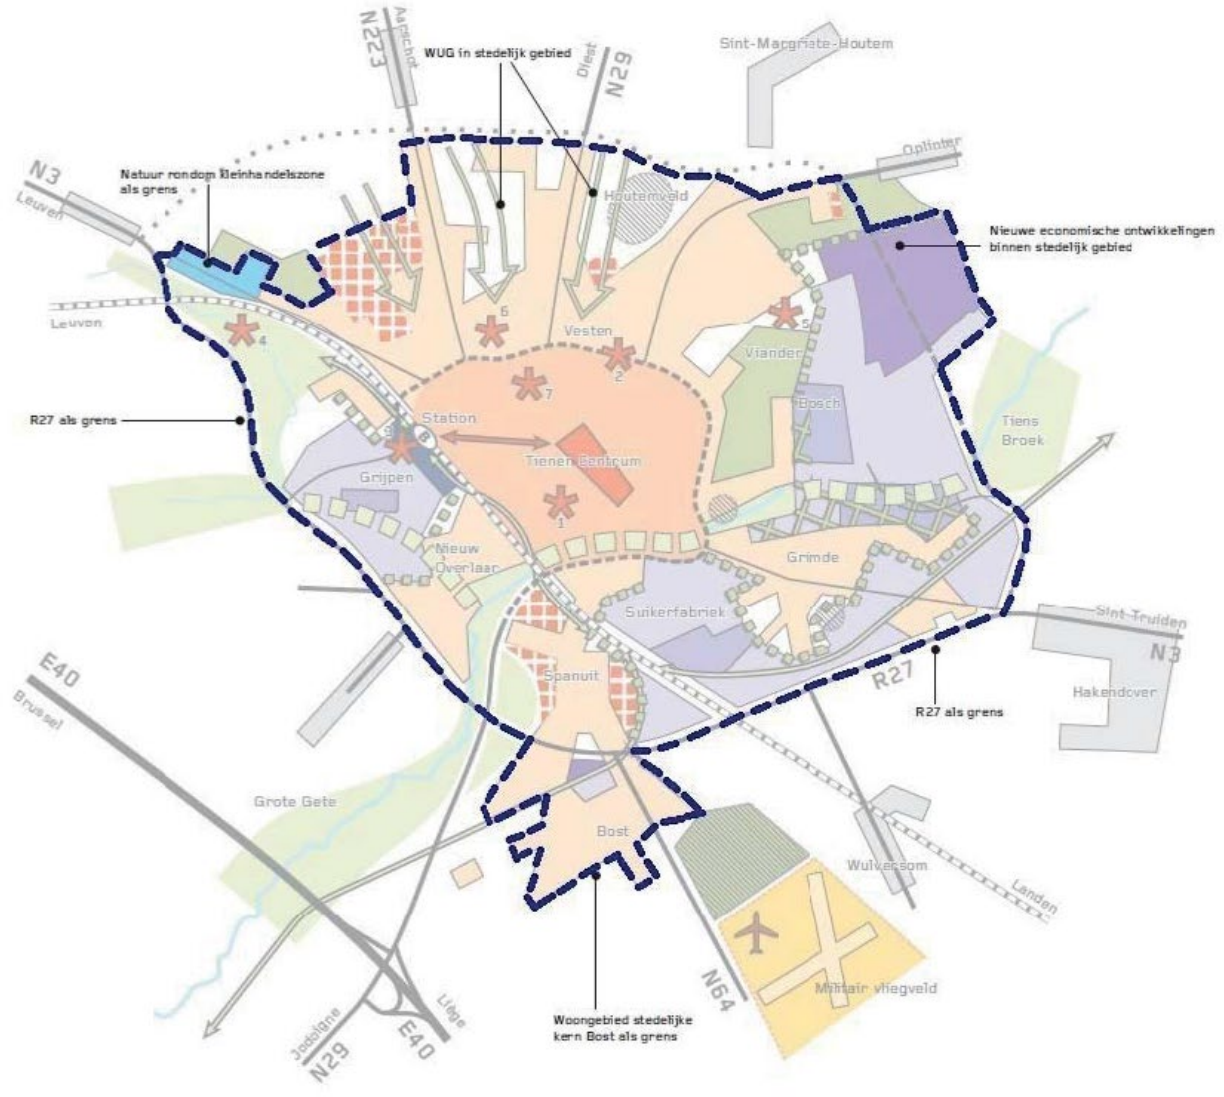 Aarschot
N223
WUG in stedelijk gebied
Diest
N29
Sint-Margriete-Houtem
Oplinter
N3
Leuven
Natuur rondom kleinhandelszone
als grens
Houtemveld
Nieuwe economische ontwikkelingen
binnen stedelijk gebied
Leuven
4
6
Vesten
5
2
Viander
7
R27 als grens
Station
B
Bosch
Tiens
Broek
Tienen Centrum
Grijpen
1
Nieuw
Overlaar
Grimde
Suikerfabriek
Sint Truiden
N3
E40
Brussel
Spanuit
R27
Hakendover
R27 als grens
Grote Gete
Bost
Wulversom
Landen
N64
Militair vliegveld
Jodoigne
N29
Liège
E40
Woongebied stedelijke
kern Bost als grens